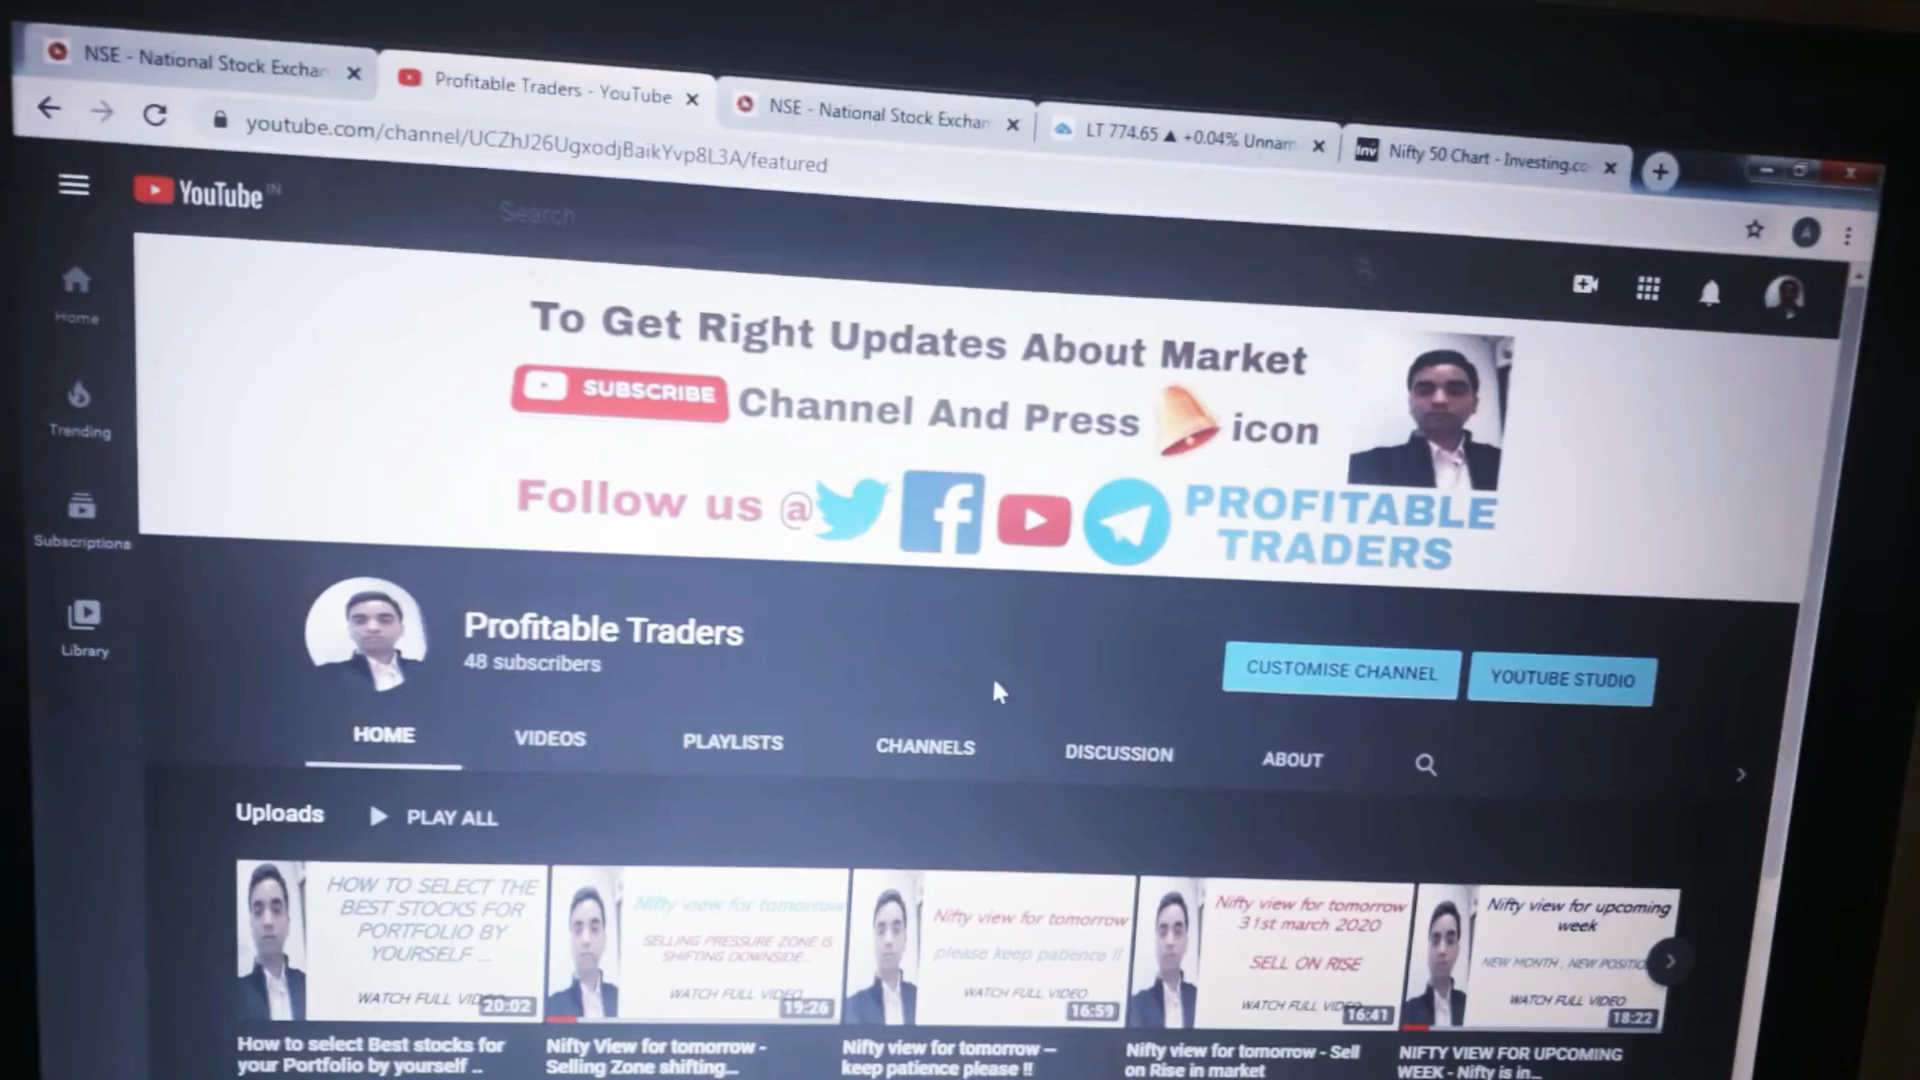 NSE - National Stock Exchan
Profitable Traders - YouTube
NSE - National Stock Exchan
LT 774.65 ▲ +0.04% Unnam
Inv Nifty 50 Chart - Investing.co
youtube.com/channel/UCZhJ26UgxodjBaikYvp8L3A/featured
A
YouTube IN
Search
Home
Trending
Subscriptions
Library
To Get Right Updates About Market
SUBSCRIBE Channel And Press icon
Follow us @ PROFITABLE
TRADERS
Profitable Traders
48 subscribers
CUSTOMISE CHANNEL
YOUTUBE STUDIO
HOME VIDEOS PLAYLISTS CHANNELS DISCUSSION ABOUT
Uploads PLAY ALL
HOW TO SELECT THE
BEST STOCKS FOR
PORTFOLIO BY
YOURSELF ...
WATCH FULL VID
20:02
How to select Best stocks for
your Portfolio by yourself ..
Nifty view for tomorrow
SELLING PRESSURE ZONE IS
SHIFTING DOWNSIDE...
WATCH FULL VIDEO
19:26
Nifty View for tomorrow -
Selling Zone shifting...
Nifty view for tomorrow
please keep patience !!
WATCH FULL VIDEO
16:59
Nifty view for tomorrow –
keep patience please !!
Nifty view for tomorrow
31st march 2020
SELL ON RISE
WATCH FULL VIDEO
16:41
Nifty view for tomorrow - Sell
on Rise in market
Nifty view for upcoming
week
NEW MONTH , NEW POSITIO
WATCH FULL VIDEO
18:22
NIFTY VIEW FOR UPCOMING
WEEK - Nifty is in...